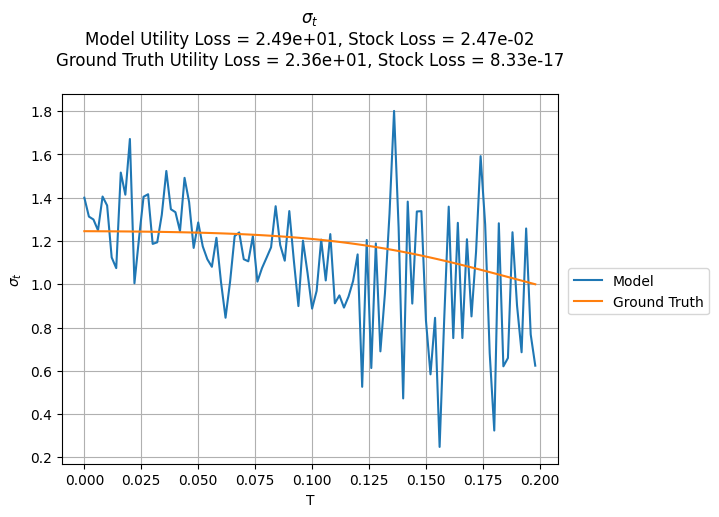 σₜ
Model Utility Loss = 2.49e+01, Stock Loss = 2.47e-02
Ground Truth Utility Loss = 2.36e+01, Stock Loss = 8.33e-17
1.8
1.6
1.4
1.2
1.0
0.8
0.6
0.4
0.2
σₜ
0.000 0.025 0.050 0.075 0.100 0.125 0.150 0.175 0.200
T
Model
Ground Truth